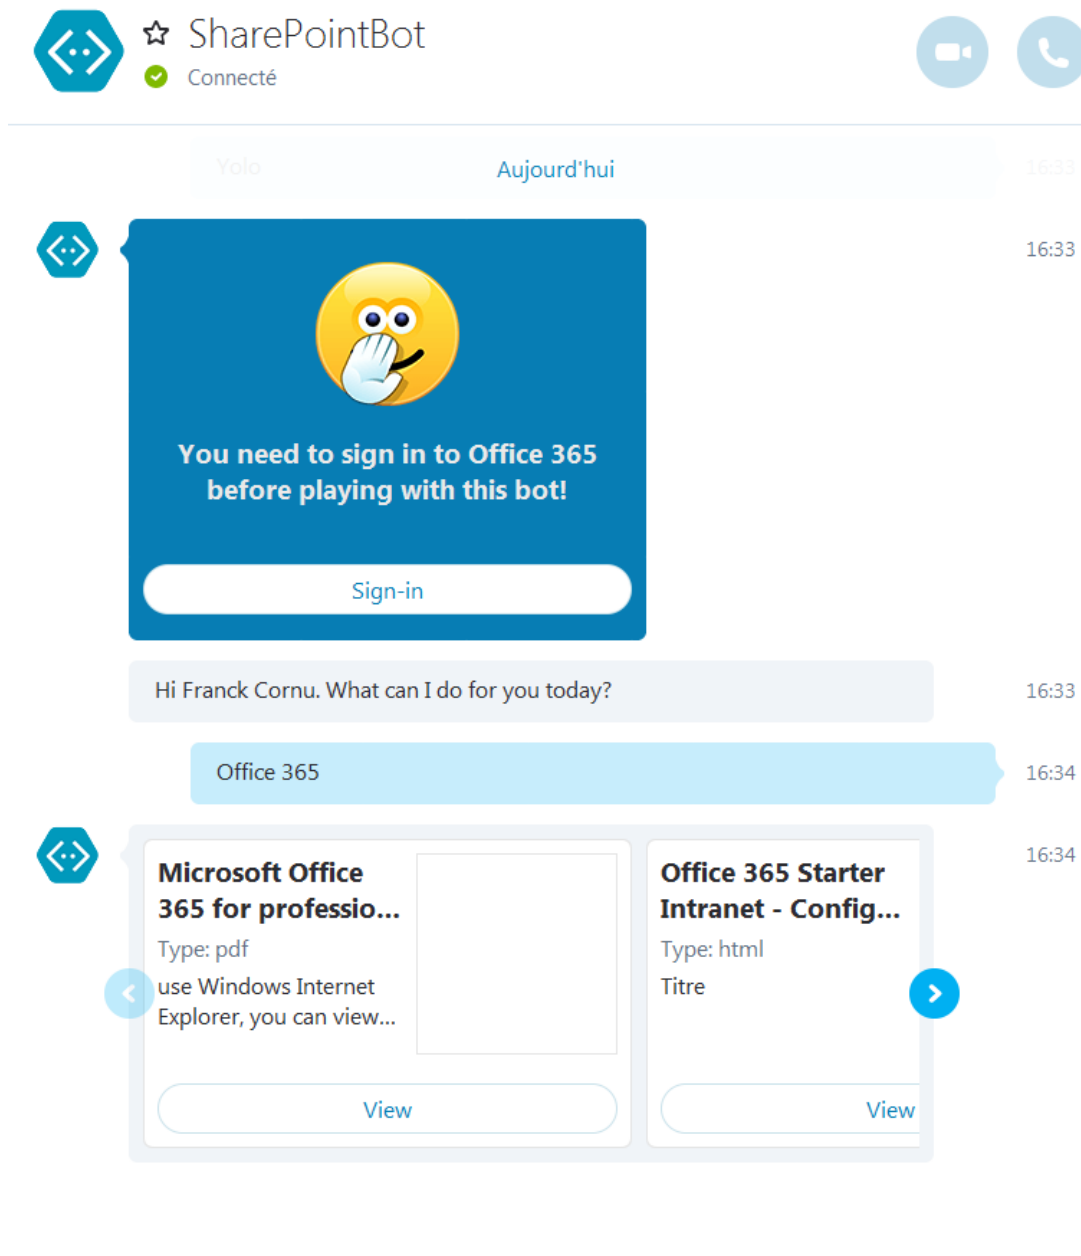 SharePointBot
Connecté
Yolo
Aujourd'hui
16:33
16:33
You need to sign in to Office 365
before playing with this bot!
Sign-in
Hi Franck Cornu. What can I do for you today?
16:33
Office 365
16:34
16:34
Microsoft Office
365 for professio...
Type: pdf
use Windows Internet
Explorer, you can view...
View
Office 365 Starter
Intranet - Config...
Type: html
Titre
View